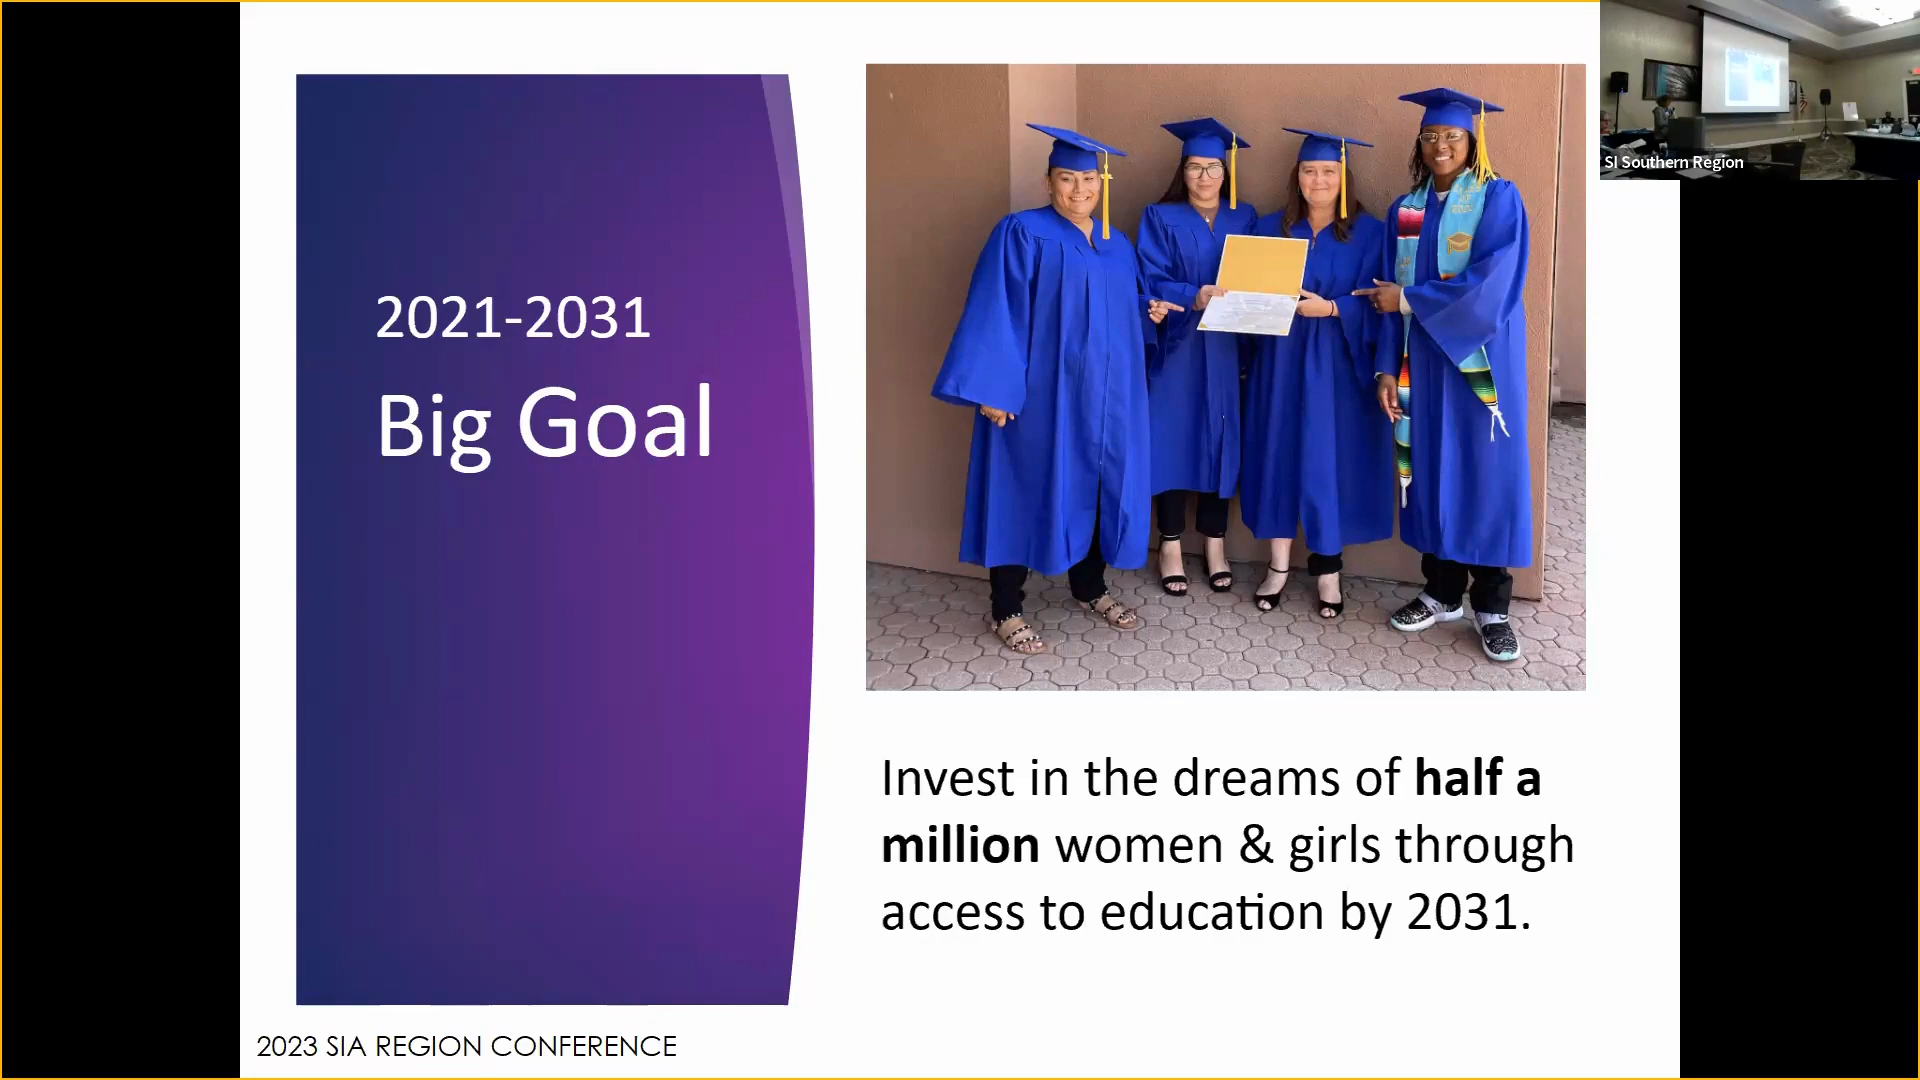 2021-2031
Big Goal
SI Southern Region
Invest in the dreams of half a
million women & girls through
access to education by 2031.
2023 SIA REGION CONFERENCE